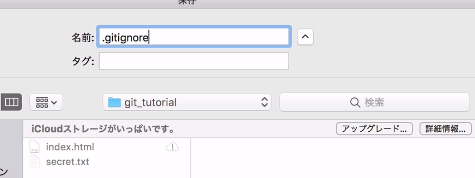 保存
名前: .gitignore
タグ:
git_tutorial
検索
iCloudストレージがいっぱいです。 アップグレード... 詳細情報...
index.html
secret.txt
ン